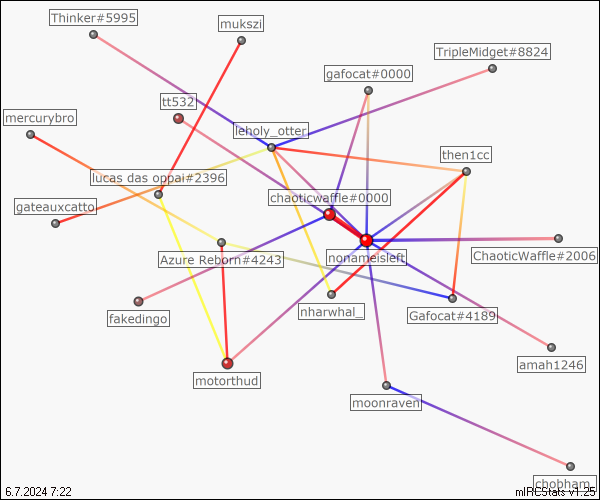 Thinker#5995
mukszi
TripleMidget#8824
gafocat#0000
tt532
mercurybro
leholy_otter
then1cc
lucas das oppai#2396
chaoticwaffle#0000
gateauxcatto
nonameisleft
ChaoticWaffle#2006
Azure Reborn#4243
fakedingo
nharwhal_
Gafocat#4189
amah1246
motorthud
moonraven
chobham_
6.7.2024 7:22
mIRCStats v1.25